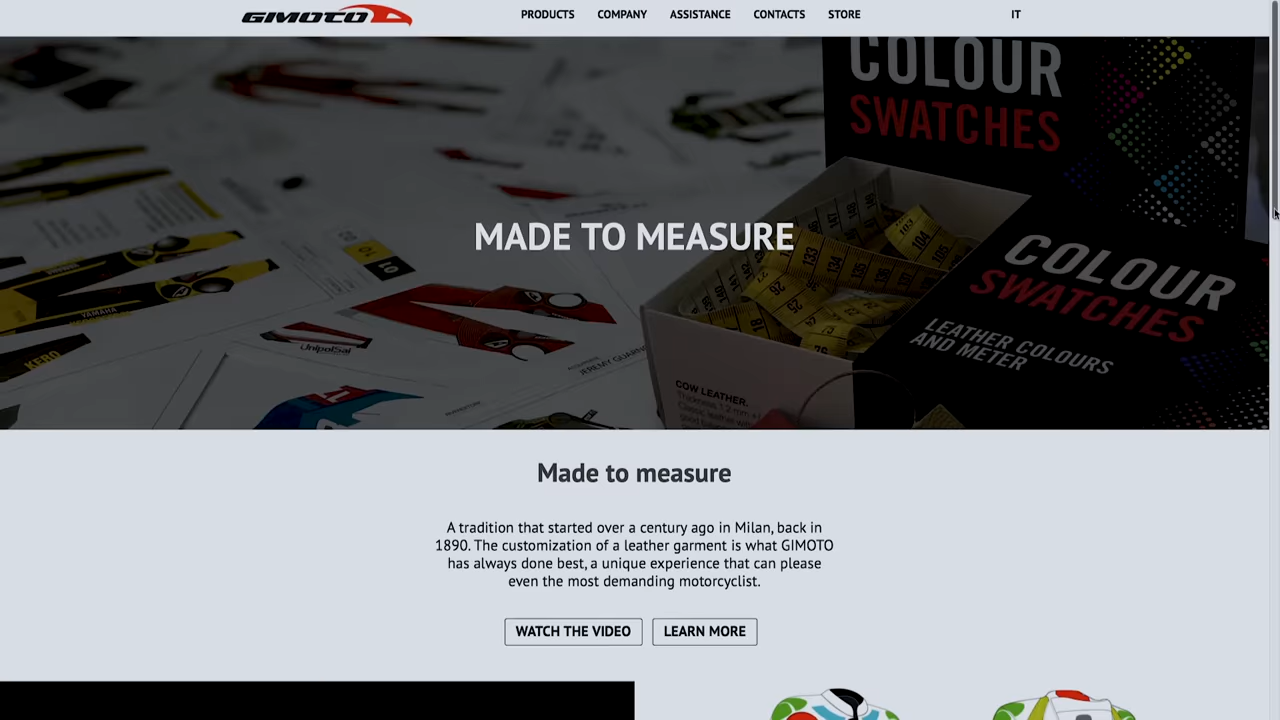 GIMOTO
PRODUCTS COMPANY ASSISTANCE CONTACTS STORE IT
COLOUR
SWATCHES
MADE TO MEASURE
COLOUR
SWATCHES
LEATHER COLOURS
AND METER
YAMAHA
KERO
UnipolSai
COW LEATHER.
Made to measure
A tradition that started over a century ago in Milan, back in
1890. The customization of a leather garment is what GIMOTO
has always done best, a unique experience that can please
even the most demanding motorcyclist.
WATCH THE VIDEO LEARN MORE